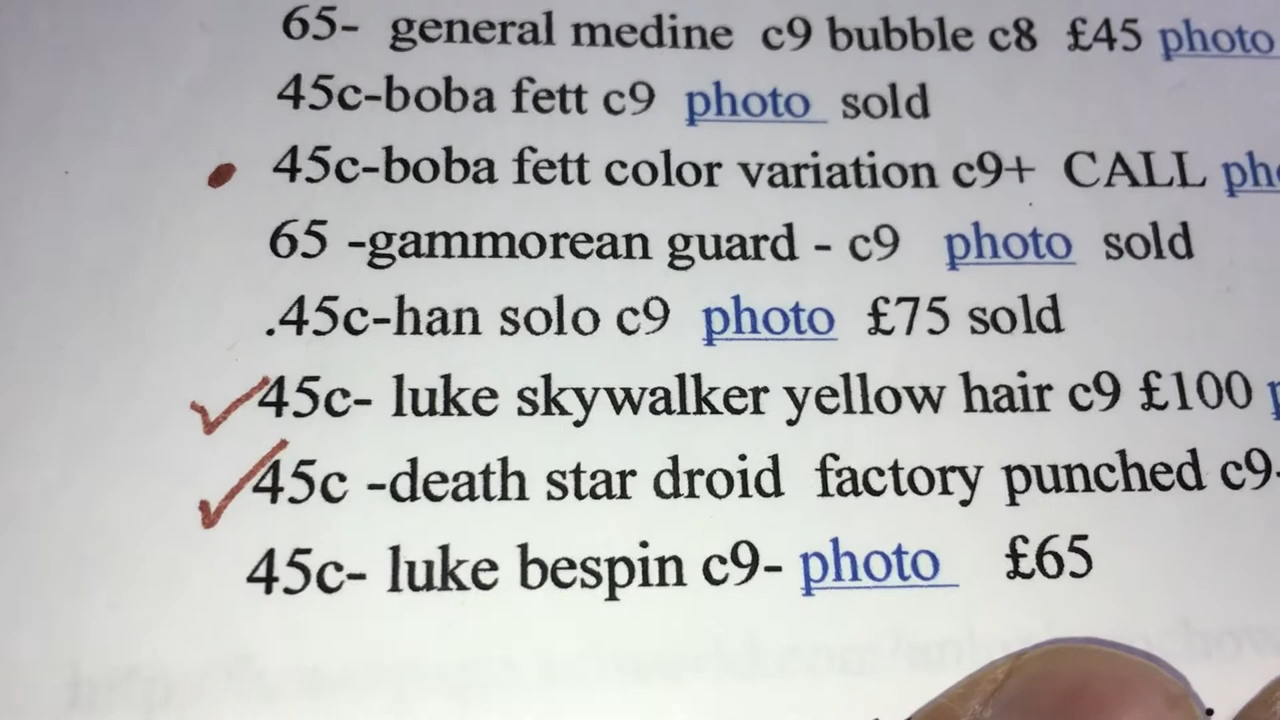 65- general medine c9 bubble c8 £45 photo
45c-boba fett c9 photo sold
45c-boba fett color variation c9+ CALL
65 -gammorean guard - c9 photo sold
.45c-han solo c9 photo £75 sold
45c- luke skywalker yellow hair c9 £100
45c -death star droid factory punched c9-
45c- luke bespin c9- photo £65